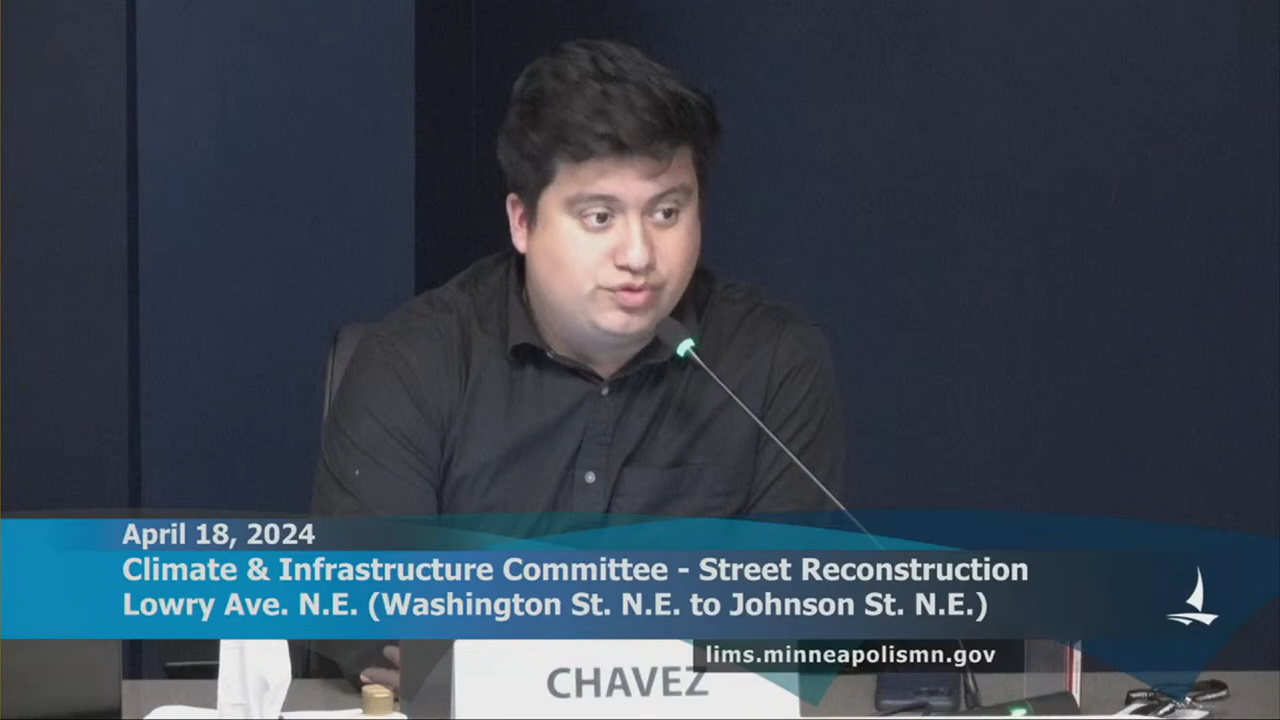 April 18, 2024
Climate & Infrastructure Committee - Street Reconstruction
Lowry Ave. N.E. (Washington St. N.E. to Johnson St. N.E.)
lims.minneapolismn.gov
CHAVEZ